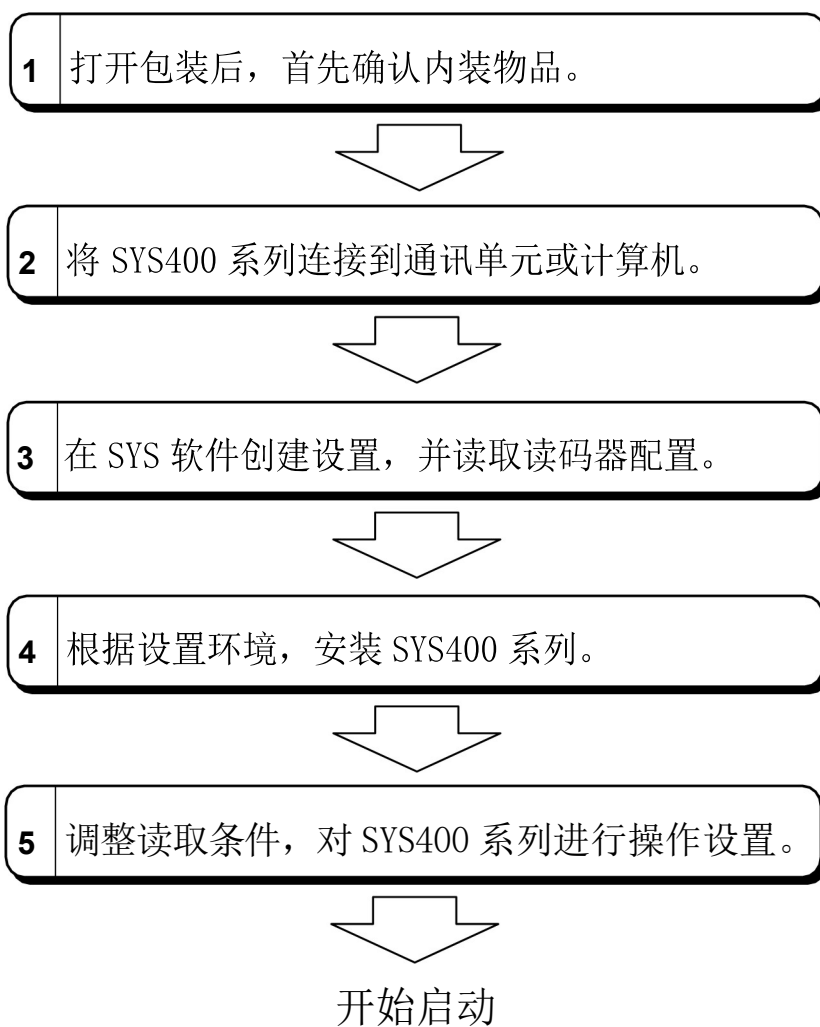 1 打开包装后，首先确认内装物品。
2 将 SYS400 系列连接到通讯单元或计算机。
3 在 SYS 软件创建设置，并读取读码器配置。
4 根据设置环境，安装 SYS400 系列。
5 调整读取条件，对 SYS400 系列进行操作设置。
开始启动